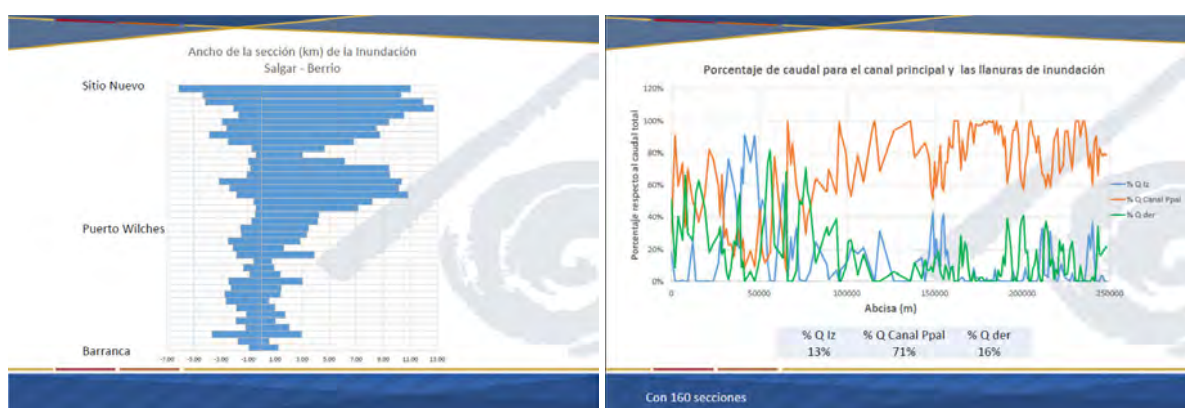 Ancho de la sección (km) de la Inundación
Salgar - Berrio
Sitio Nuevo
Puerto Wilches
Barranca
-7.00 -5.00 -3.00 -1.00 1.00 3.00 5.00 7.00 9.00 11.00 13.00 15.00
Porcentaje de caudal para el canal principal y las llanuras de inundación
Porcentaje respecto al caudal total
120%
100%
80%
60%
40%
20%
0%
0 50000 100000 150000 200000 250000
Abcisa (m)
% Q Iz
% Q Canal Ppal
% Q der
% Q Iz % Q Canal Ppal % Q der
13% 71% 16%
Con 160 secciones